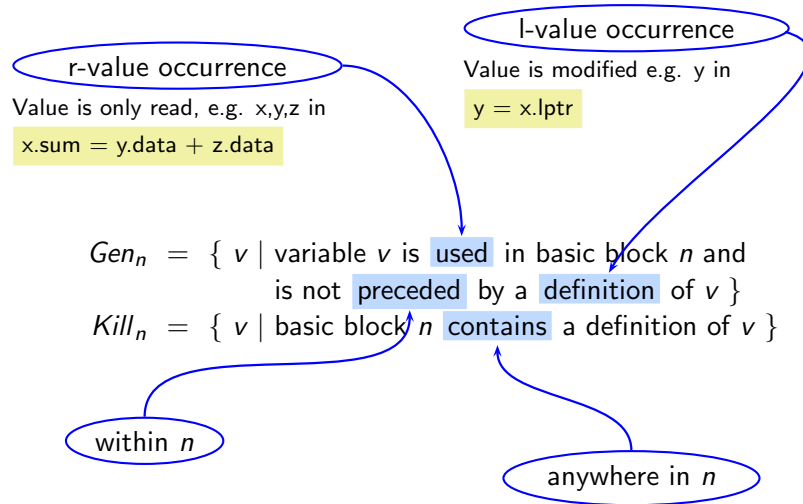 l-value occurrence
r-value occurrence
Value is modified e.g. y in
y = x.lptr
Value is only read, e.g. x,y,z in
x.sum = y.data + z.data
Genₙ = { v | variable v is used in basic block n and
is not preceded by a definition of v }
Killₙ = { v | basic block n contains a definition of v }
within n
anywhere in n